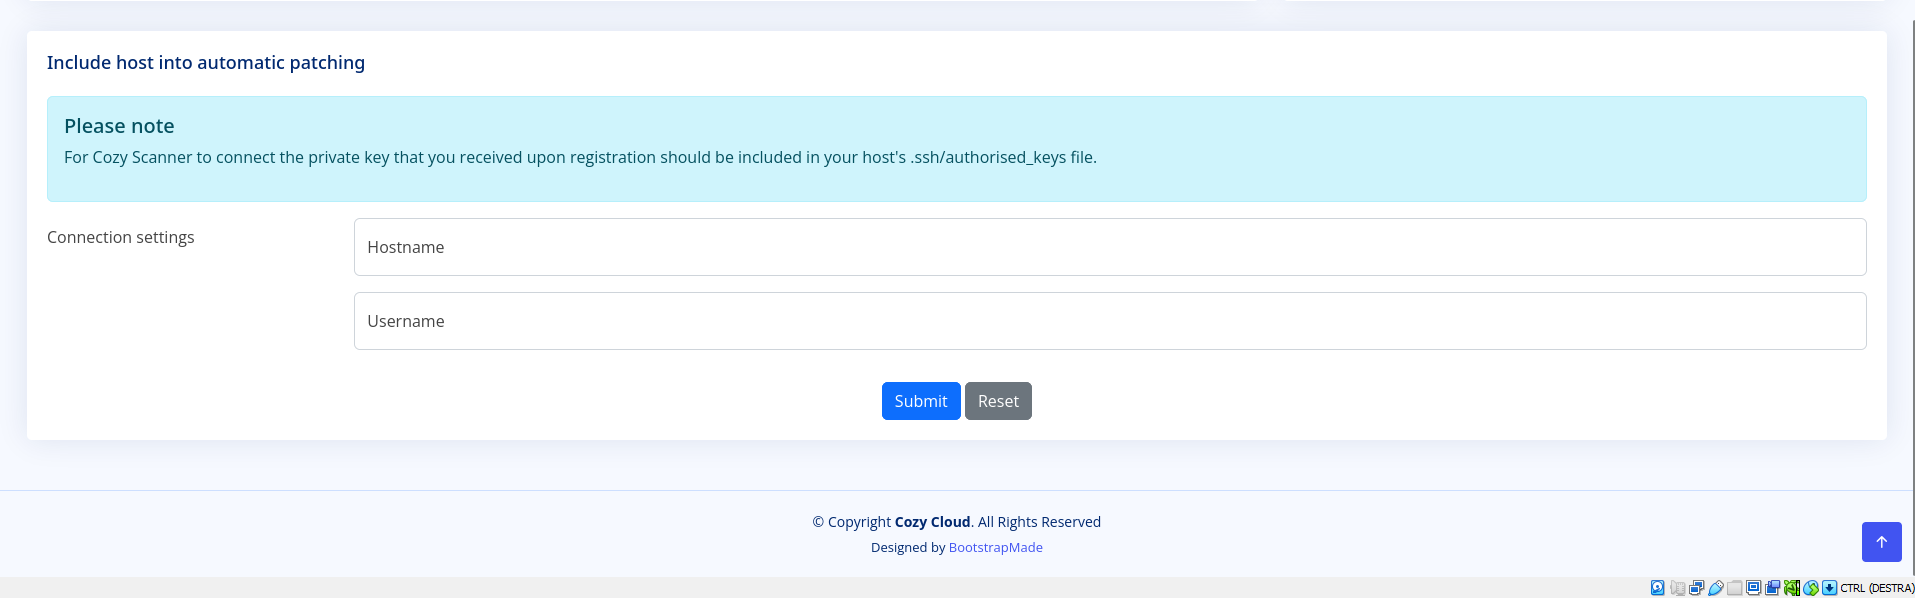 Include host into automatic patching
Please note
For Cozy Scanner to connect the private key that you received upon registration should be included in your host's .ssh/authorised_keys file.
Connection settings
Hostname
Username
Submit Reset
© Copyright Cozy Cloud. All Rights Reserved
Designed by BootstrapMade
CTRL (DESTRA)